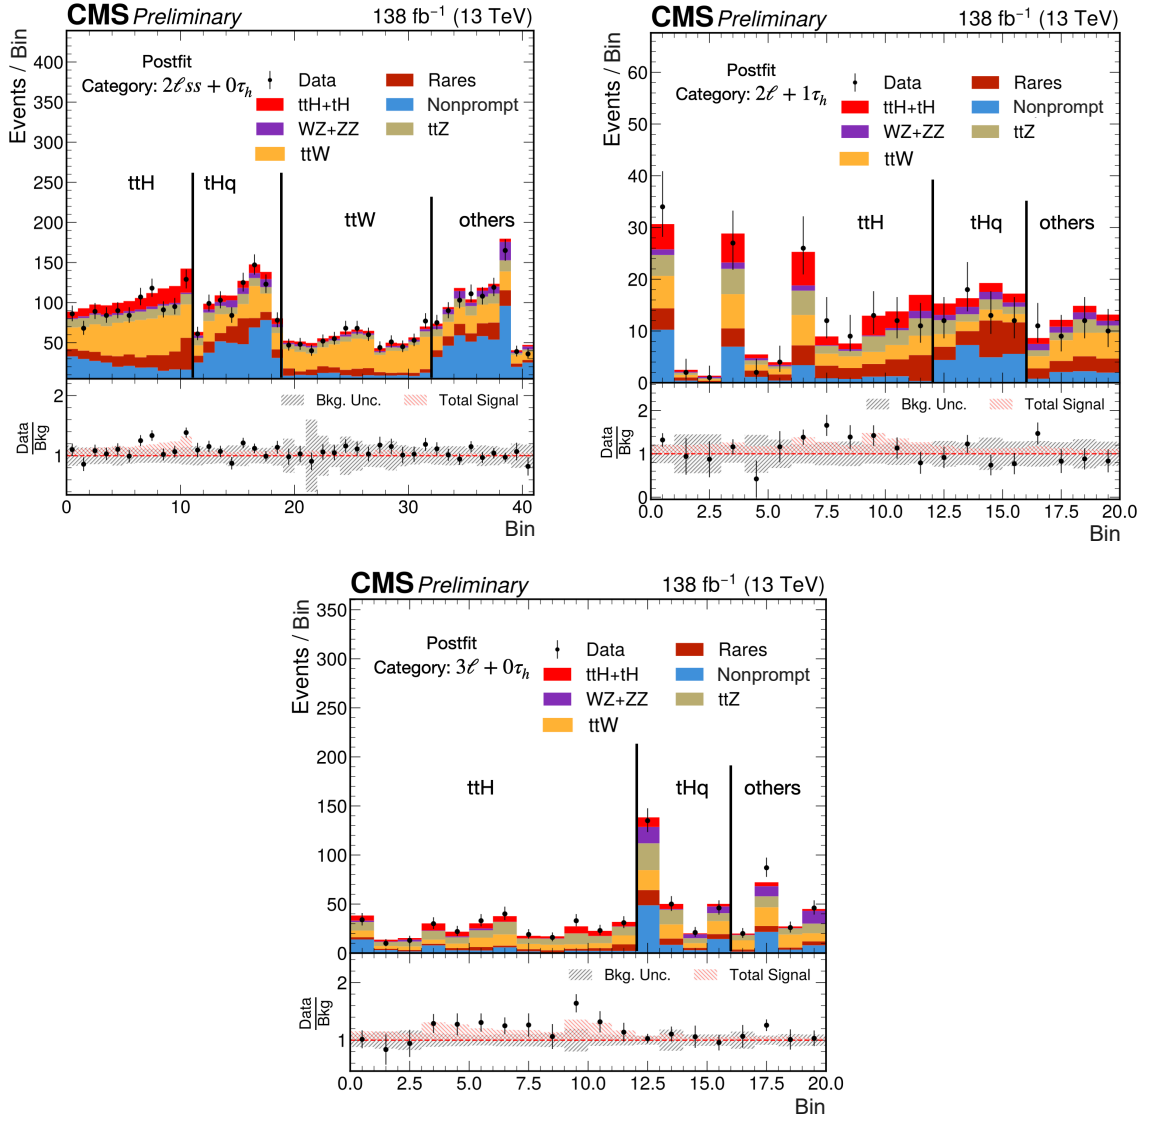 CMS Preliminary 138 fb⁻¹ (13 TeV)
Events / Bin
400
350
300
250
200
150
100
50
Postfit
Category: 2ℓss + 0τₕ
Data
ttH+tH
WZ+ZZ
ttW
Rares
Nonprompt
ttZ
ttH
tHq
ttW
others
Data
Bkg
2
1
Bkg. Unc.
Total Signal
0 10 20 30 40
Bin
CMS Preliminary 138 fb⁻¹ (13 TeV)
Events / Bin
60
50
40
30
20
10
0
Postfit
Category: 2ℓ + 1τₕ
Data
ttH+tH
WZ+ZZ
ttW
Rares
Nonprompt
ttZ
ttH
tHq
others
Data
Bkg
2
1
0
Bkg. Unc.
Total Signal
0.0 2.5 5.0 7.5 10.0 12.5 15.0 17.5 20.0
Bin
CMS Preliminary 138 fb⁻¹ (13 TeV)
Events / Bin
350
300
250
200
150
100
50
0
Postfit
Category: 3ℓ + 0τₕ
Data
ttH+tH
WZ+ZZ
ttW
Rares
Nonprompt
ttZ
ttH
tHq
others
Data
Bkg
2
1
Bkg. Unc.
Total Signal
0.0 2.5 5.0 7.5 10.0 12.5 15.0 17.5 20.0
Bin